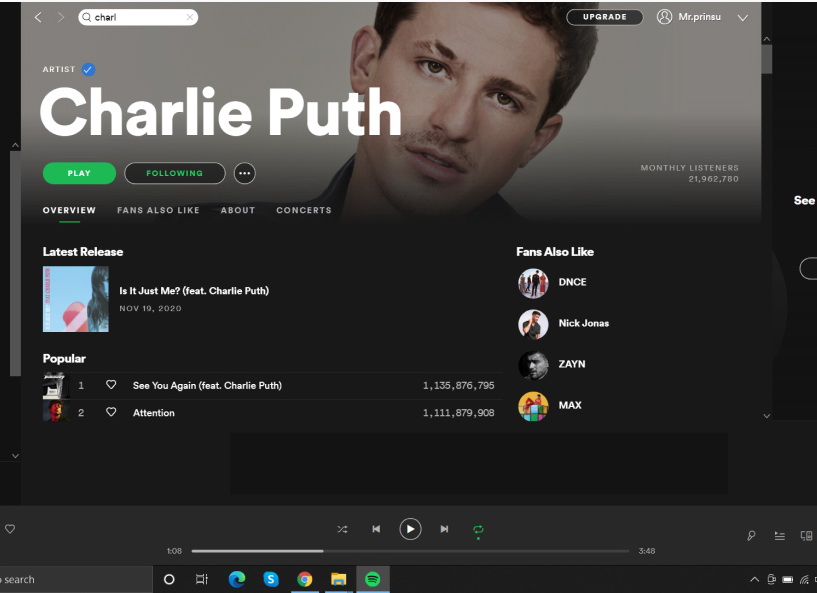 charl
UPGRADE
Mr.prinsu
ARTIST
Charlie Puth
PLAY
FOLLOWING
MONTHLY LISTENERS
21,962,780
See
OVERVIEW
FANS ALSO LIKE
ABOUT
CONCERTS
Latest Release
Is It Just Me? (feat. Charlie Puth)
NOV 19, 2020
Popular
1 See You Again (feat. Charlie Puth) 1,135,876,795
2 Attention 1,111,879,908
Fans Also Like
DNCE
Nick Jonas
ZAYN
MAX
1:08
3:48
search